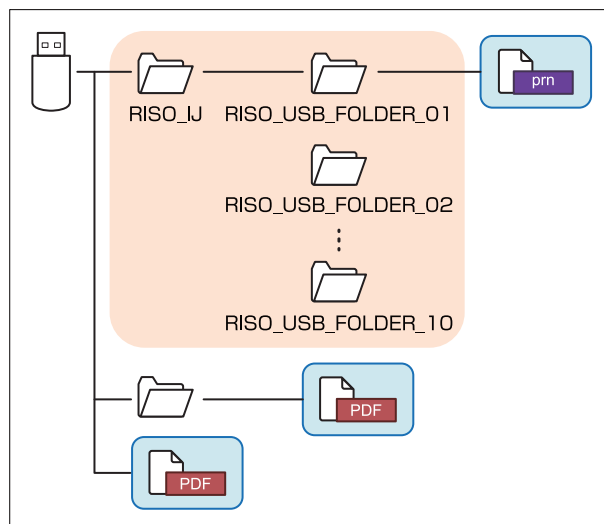 prn
RISO_IJ RISO_USB_FOLDER_01
RISO_USB_FOLDER_02
RISO_USB_FOLDER_10
PDF
PDF